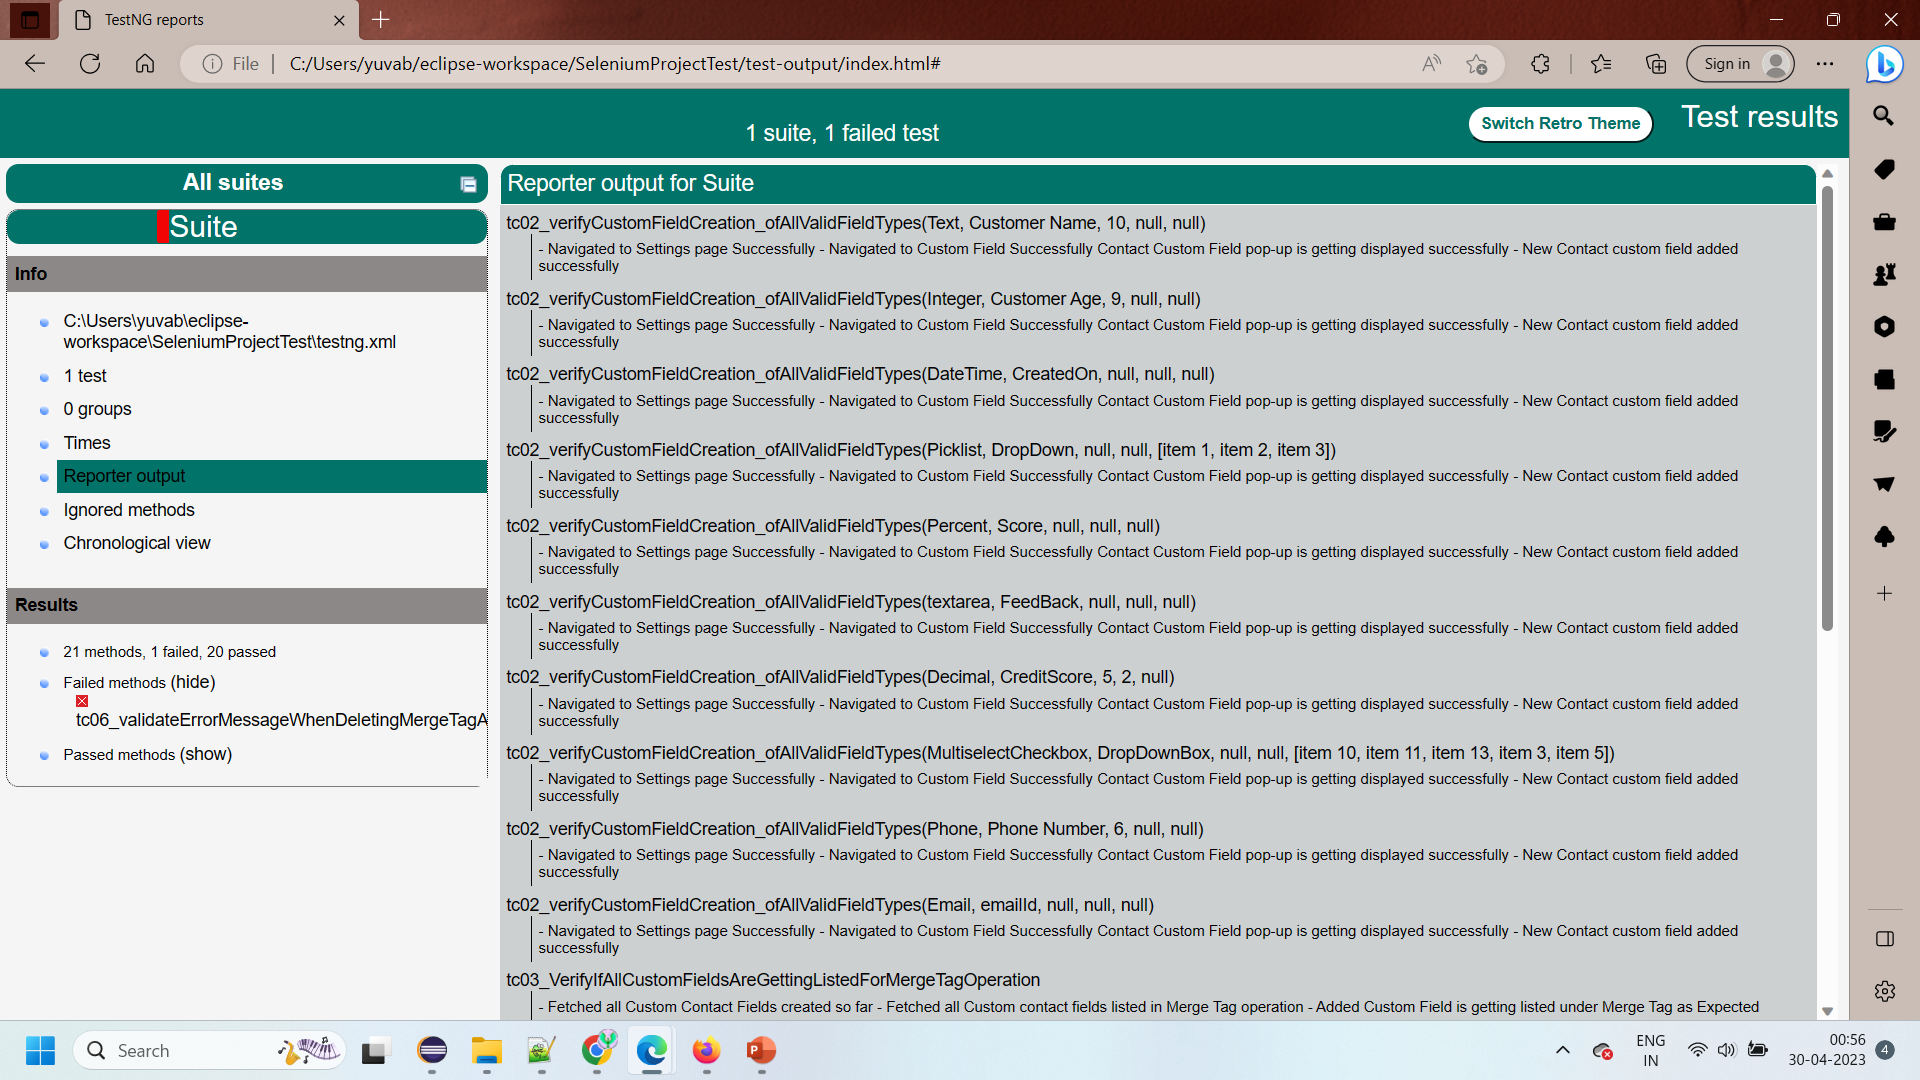 TestNG reports
File
C:/Users/yuvab/eclipse-workspace/SeleniumProjectTest/test-output/index.html#
Sign in
1 suite, 1 failed test
Switch Retro Theme
Test results
All suites
Suite
Info
C:\Users\yuvab\eclipse-
workspace\SeleniumProjectTest\testng.xml
1 test
0 groups
Times
Reporter output
Ignored methods
Chronological view
Results
21 methods, 1 failed, 20 passed
Failed methods (hide)
tc06_validateErrorMessageWhenDeletingMergeTagA
Passed methods (show)
Reporter output for Suite
tc02_verifyCustomFieldCreation_ofAllValidFieldTypes(Text, Customer Name, 10, null, null)
- Navigated to Settings page Successfully - Navigated to Custom Field Successfully Contact Custom Field pop-up is getting displayed successfully - New Contact custom field added
successfully
tc02_verifyCustomFieldCreation_ofAllValidFieldTypes(Integer, Customer Age, 9, null, null)
- Navigated to Settings page Successfully - Navigated to Custom Field Successfully Contact Custom Field pop-up is getting displayed successfully - New Contact custom field added
successfully
tc02_verifyCustomFieldCreation_ofAllValidFieldTypes(DateTime, CreatedOn, null, null, null)
- Navigated to Settings page Successfully - Navigated to Custom Field Successfully Contact Custom Field pop-up is getting displayed successfully - New Contact custom field added
successfully
tc02_verifyCustomFieldCreation_ofAllValidFieldTypes(Picklist, DropDown, null, null, [item 1, item 2, item 3])
- Navigated to Settings page Successfully - Navigated to Custom Field Successfully Contact Custom Field pop-up is getting displayed successfully - New Contact custom field added
successfully
tc02_verifyCustomFieldCreation_ofAllValidFieldTypes(Percent, Score, null, null, null)
- Navigated to Settings page Successfully - Navigated to Custom Field Successfully Contact Custom Field pop-up is getting displayed successfully - New Contact custom field added
successfully
tc02_verifyCustomFieldCreation_ofAllValidFieldTypes(textarea, FeedBack, null, null, null)
- Navigated to Settings page Successfully - Navigated to Custom Field Successfully Contact Custom Field pop-up is getting displayed successfully - New Contact custom field added
successfully
tc02_verifyCustomFieldCreation_ofAllValidFieldTypes(Decimal, CreditScore, 5, 2, null)
- Navigated to Settings page Successfully - Navigated to Custom Field Successfully Contact Custom Field pop-up is getting displayed successfully - New Contact custom field added
successfully
tc02_verifyCustomFieldCreation_ofAllValidFieldTypes(MultiselectCheckbox, DropDownBox, null, null, [item 10, item 11, item 13, item 3, item 5])
- Navigated to Settings page Successfully - Navigated to Custom Field Successfully Contact Custom Field pop-up is getting displayed successfully - New Contact custom field added
successfully
tc02_verifyCustomFieldCreation_ofAllValidFieldTypes(Phone, Phone Number, 6, null, null)
- Navigated to Settings page Successfully - Navigated to Custom Field Successfully Contact Custom Field pop-up is getting displayed successfully - New Contact custom field added
successfully
tc02_verifyCustomFieldCreation_ofAllValidFieldTypes(Email, emailId, null, null, null)
- Navigated to Settings page Successfully - Navigated to Custom Field Successfully Contact Custom Field pop-up is getting displayed successfully - New Contact custom field added
successfully
tc03_VerifyIfAllCustomFieldsAreGettingListedForMergeTagOperation
- Fetched all Custom Contact Fields created so far - Fetched all Custom contact fields listed in Merge Tag operation - Added Custom Field is getting listed under Merge Tag as Expected
Search
ENG
IN
00:56
30-04-2023
4